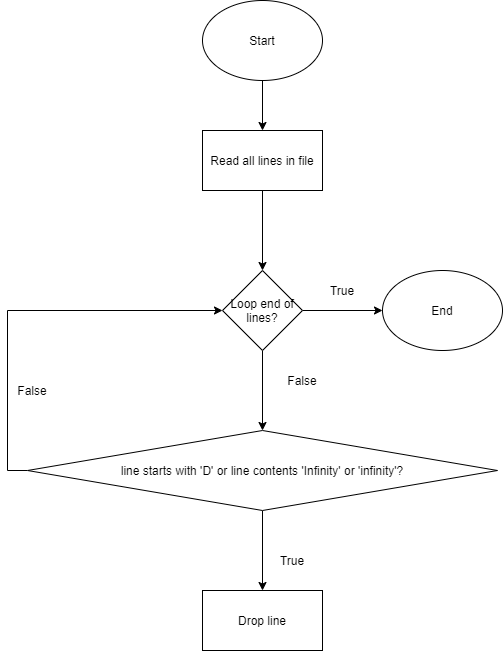 Start
Read all lines in file
Loop end of
lines?
True
End
False
False
line starts with 'D' or line contents 'Infinity' or 'infinity'?
True
Drop line